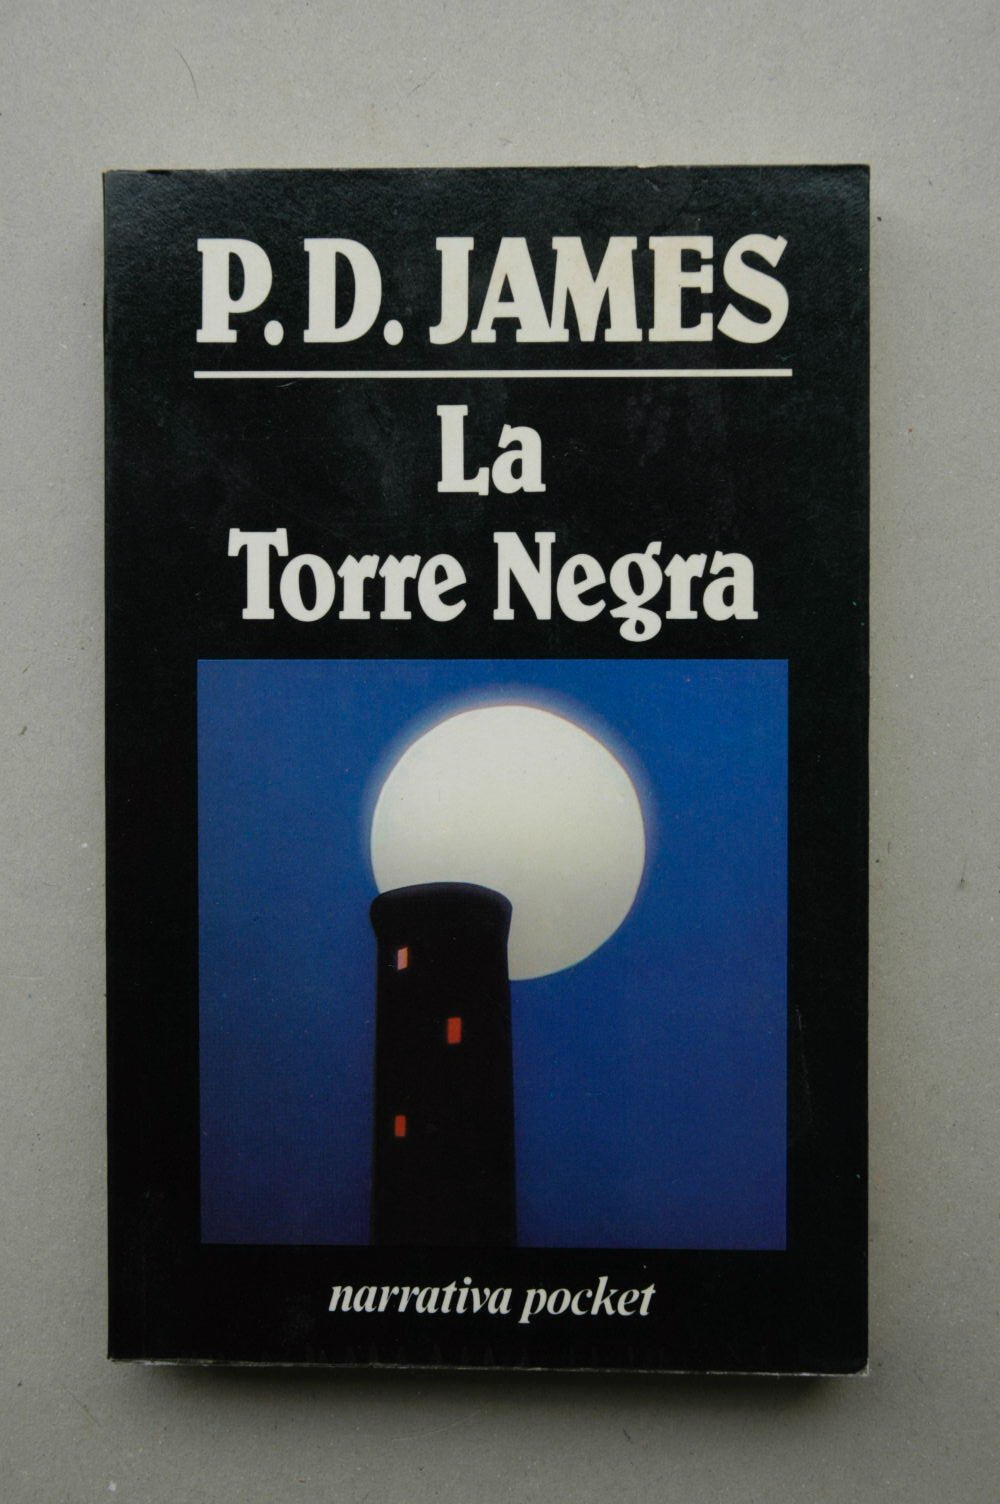 P. D. JAMES
La
Torre Negra
narrativa pocket